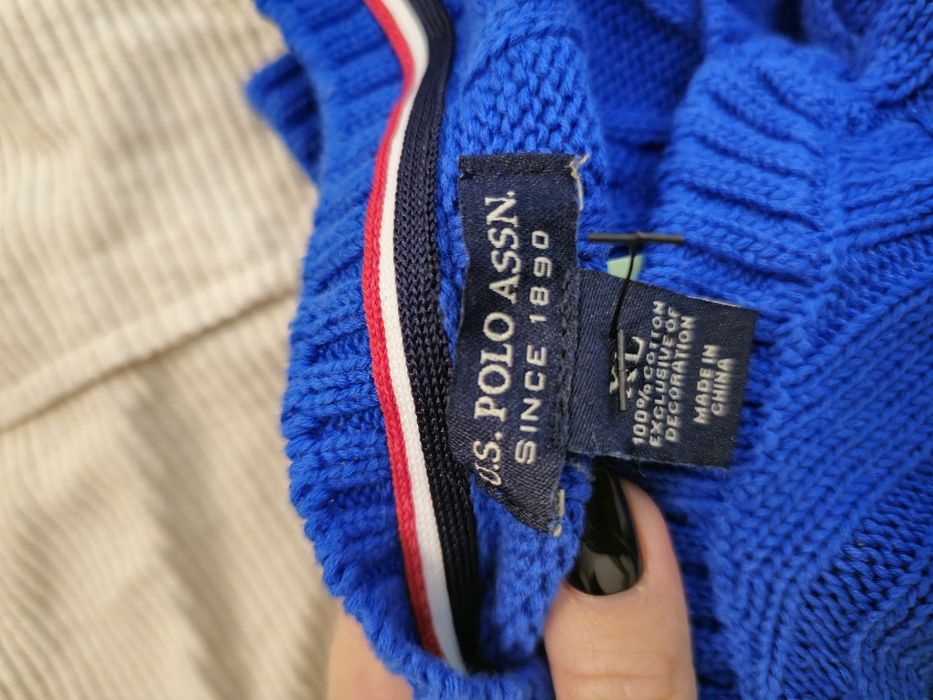 U.S. POLO ASSN.
SINCE 1890
XL
100% COTTON
EXCLUSIVE OF
DECORATION
MADE IN
CHINA